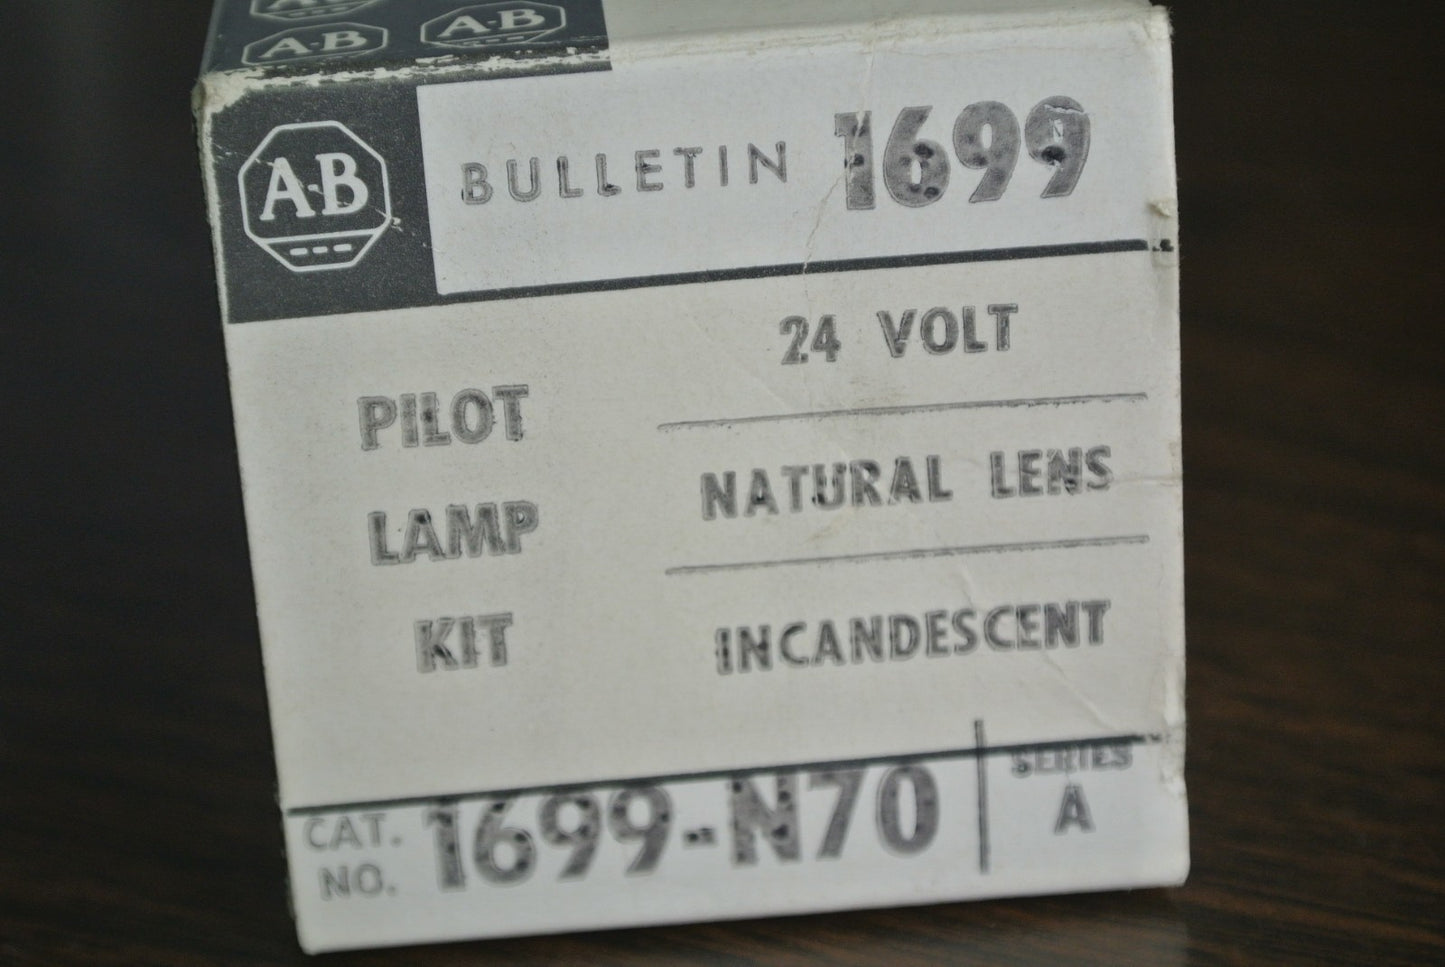 A-B
A-B
A-B
BULLETIN 1699
24 VOLT
PILOT
LAMP
KIT
NATURAL LENS
INCANDESCENT
CAT.
NO. 1699-N70
SERIES
A